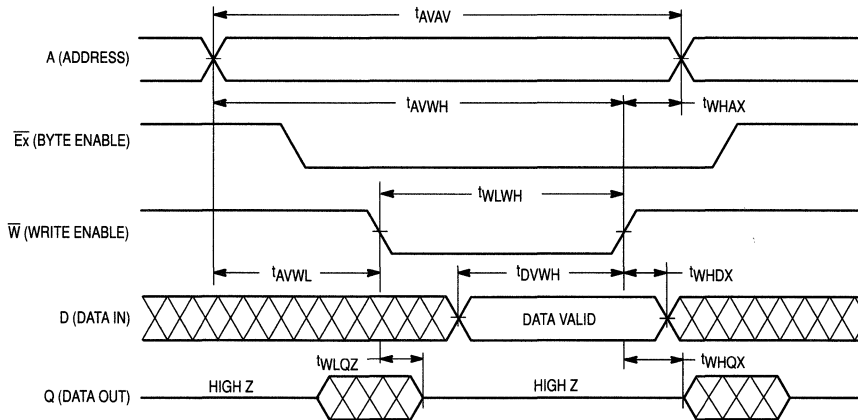 tAVAV
A (ADDRESS)
tAVWH
tWHAX
Ex (BYTE ENABLE)
tWLWH
W (WRITE ENABLE)
tAVWL
tDVWH
tWHDX
D (DATA IN)
DATA VALID
tWLQZ
tWHQX
Q (DATA OUT)
HIGH Z
HIGH Z